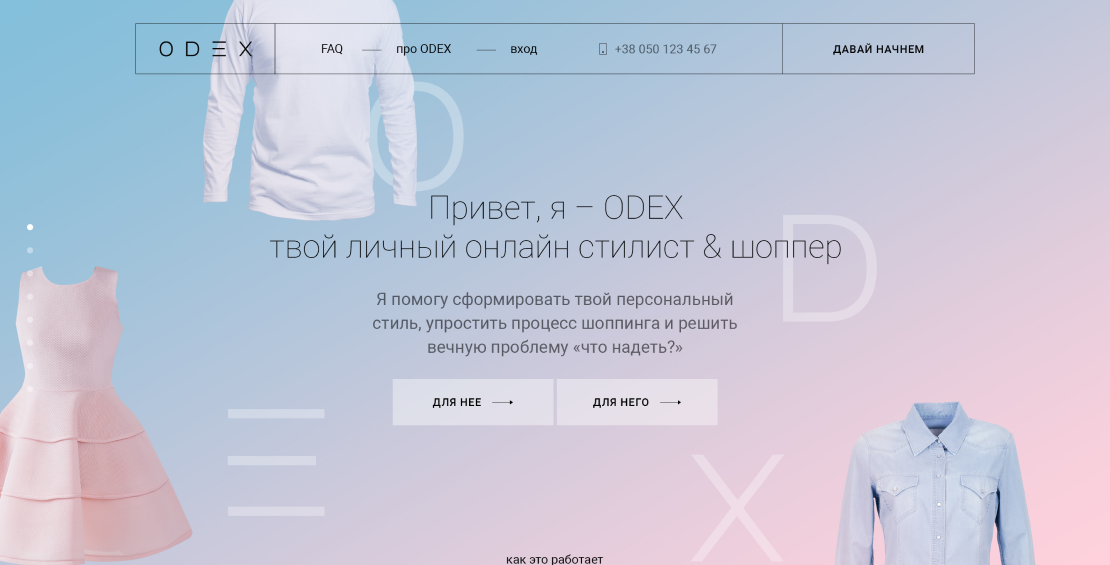 ODEX
FAQ
про ODEX
вход
+38 050 123 45 67
ДАВАЙ НАЧНЕМ
O
D
E
X
Привет, я – ODEX
твой личный онлайн стилист & шоппер
Я помогу сформировать твой персональный
стиль, упростить процесс шоппинга и решить
вечную проблему «что надеть?»
ДЛЯ НЕЕ
ДЛЯ НЕГО
как это работает